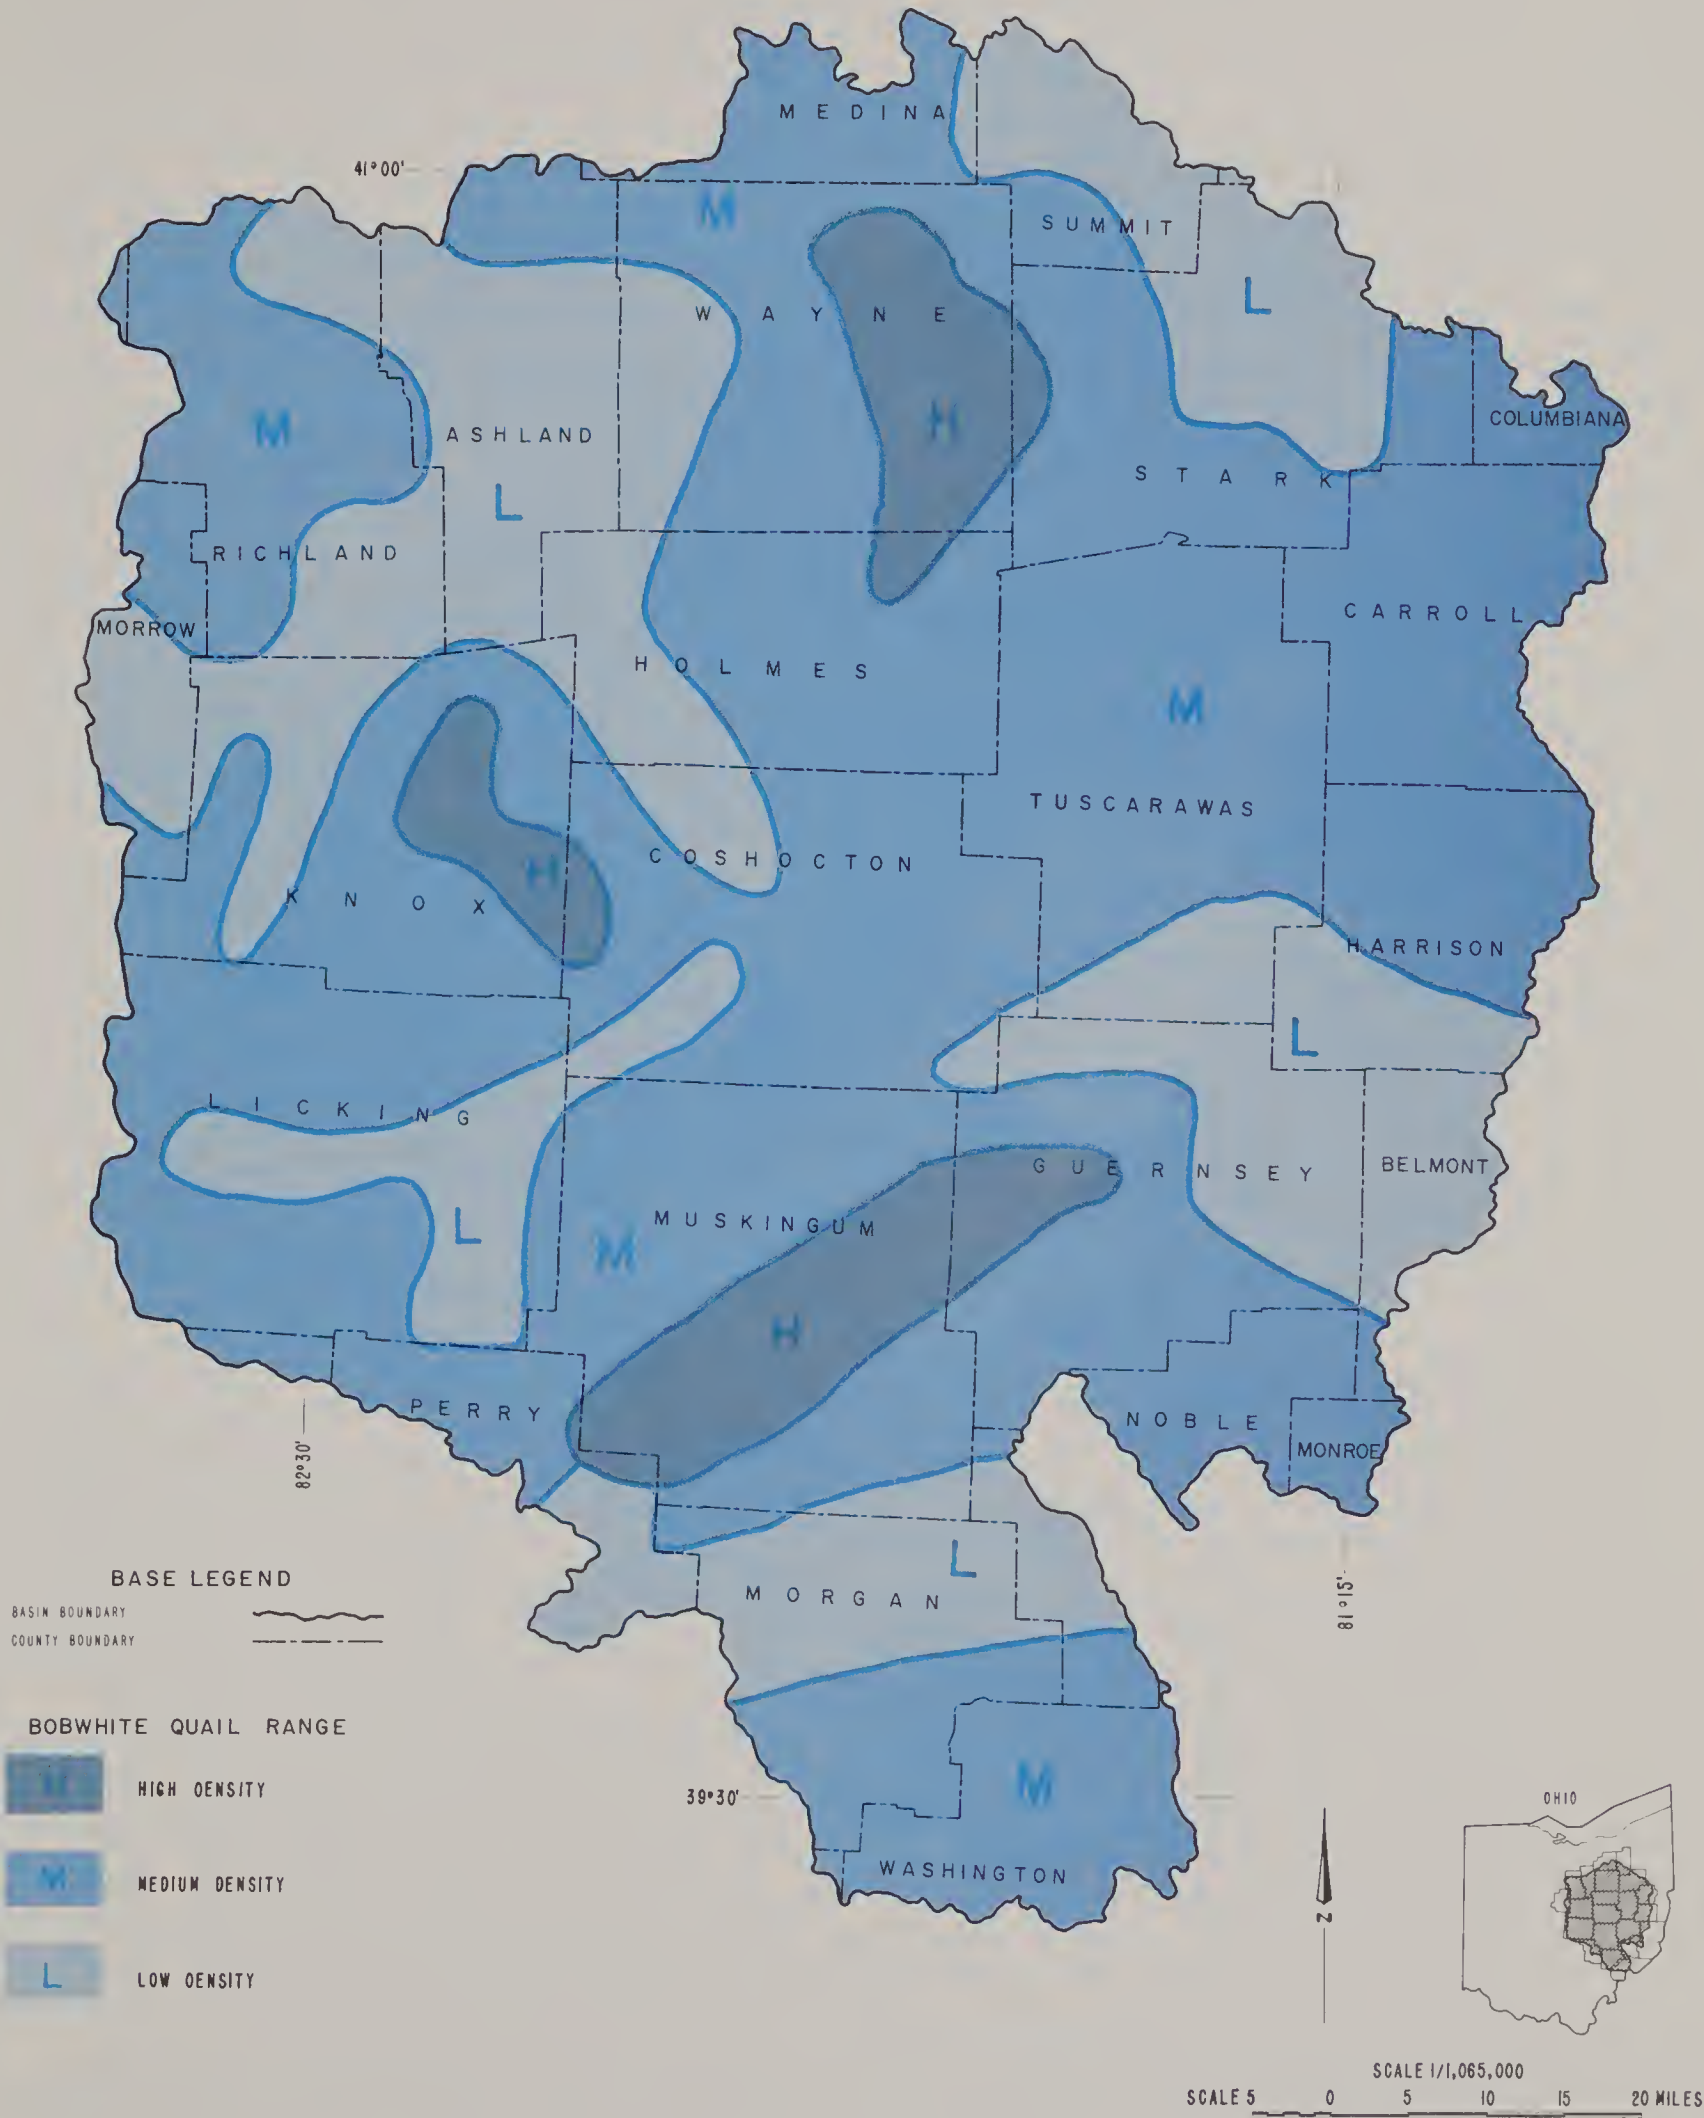 MEDINA
41°00'
M
SUMMIT
L
WAYNE
M
H
COLUMBIANA
ASHLAND
STARK
L
RICHLAND
CARROLL
MORROW
HOLMES
M
TUSCARAWAS
COSHOCTON
H
KNOX
HARRISON
L
LICKING
GUERNSEY
BELMONT
L
MUSKINGUM
M
H
PERRY
NOBLE
MONROE
82°30'
L
MORGAN
81°15'
BASE LEGEND
BASIN BOUNDARY
COUNTY BOUNDARY
BOBWHITE QUAIL RANGE
H HIGH DENSITY
39°30'
M
OHIO
M MEDIUM DENSITY
WASHINGTON
N
L LOW DENSITY
SCALE 1/1,065,000
SCALE 5 0 5 10 15 20 MILES